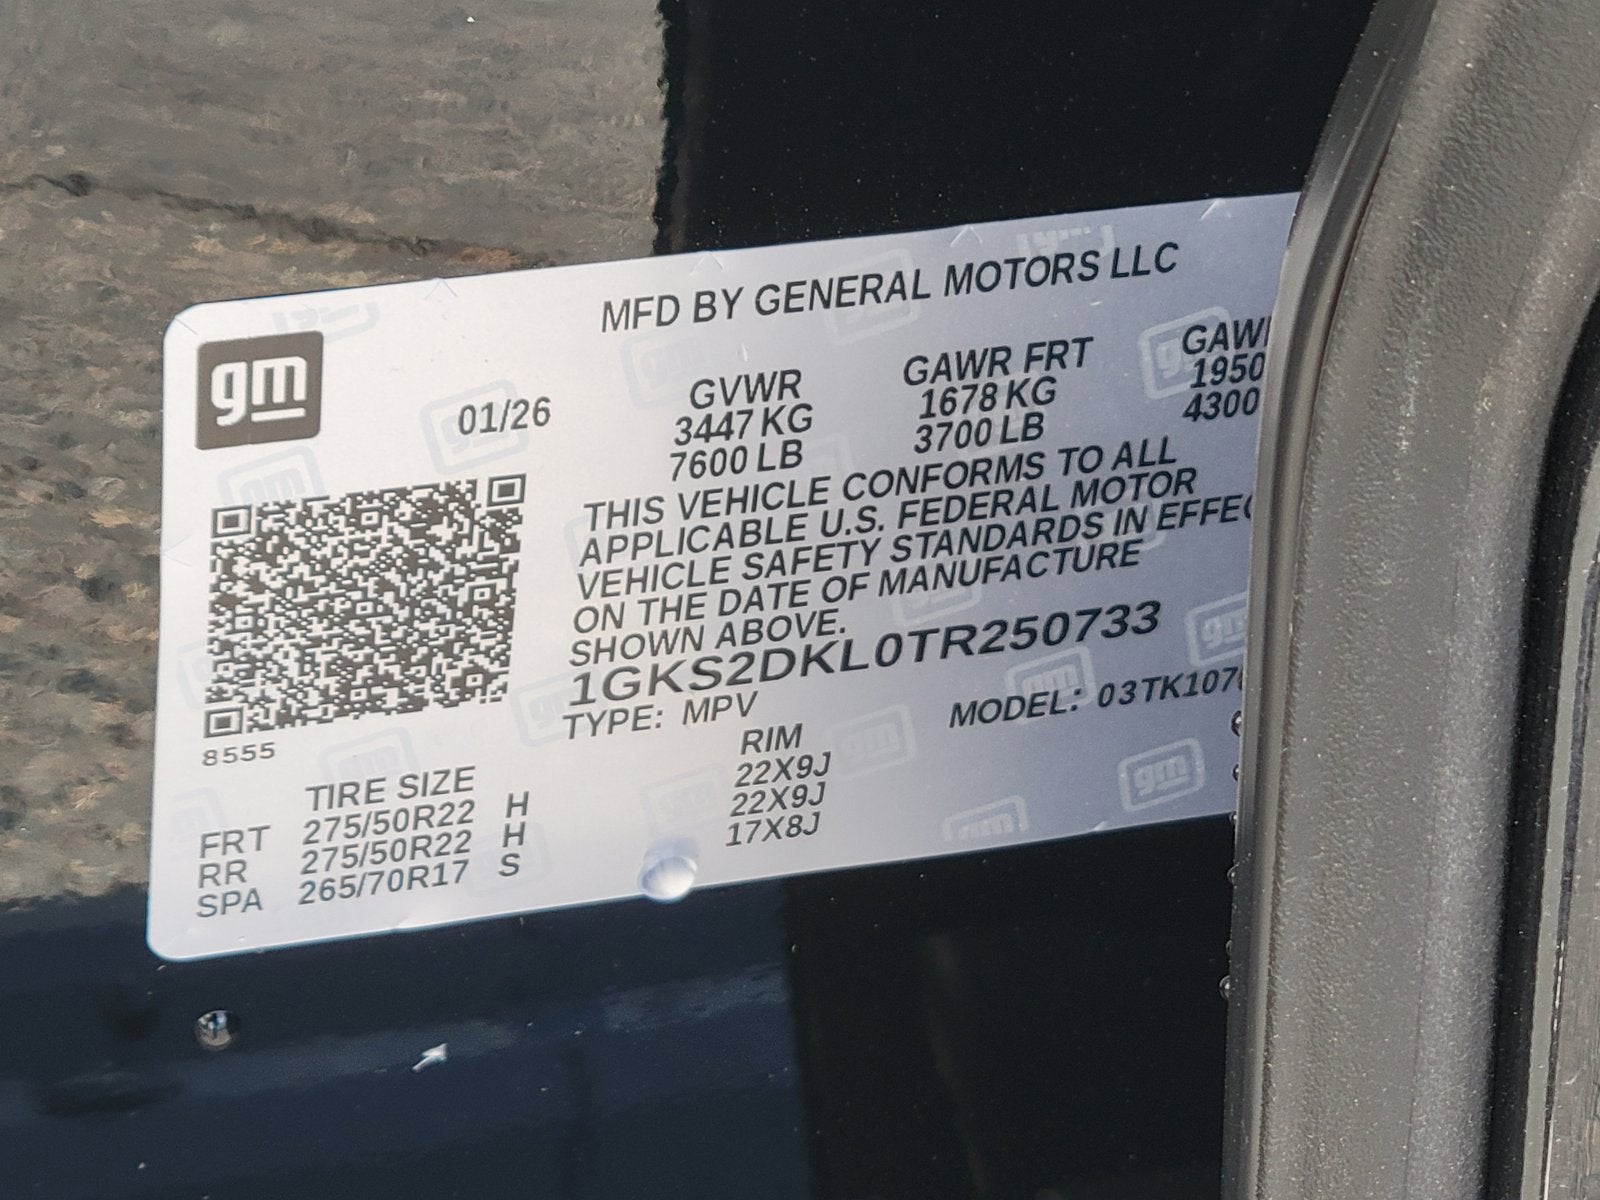 MFD BY GENERAL MOTORS LLC
gm
01/26
GVWR
3447 KG
7600 LB
GAWR FRT
1678 KG
3700 LB
1950
4300
THIS VEHICLE CONFORMS TO ALL
APPLICABLE U.S. FEDERAL MOTOR
VEHICLE SAFETY STANDARDS IN
ON THE DATE OF MANUFACTURE
SHOWN ABOVE.
1GKS2DKL0TR250733
TYPE: MPV
MODEL:
8555
TIRE SIZE RIM
FRT 275/50R22 H 22X9J
RR 275/50R22 H 22X9J
SPA 265/70R17 S 17X8J